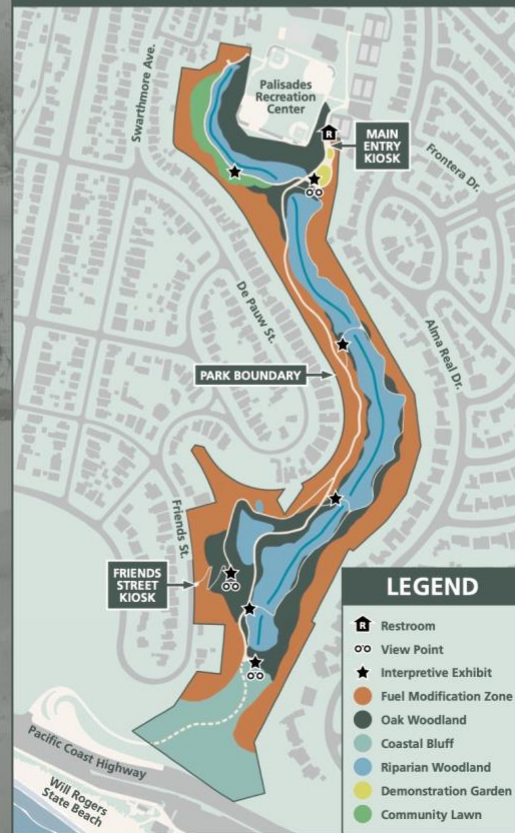 Swarthmore Ave.
Palisades
Recreation
Center
R
MAIN
ENTRY
KIOSK
Frontera Dr.
De Pauw St.
Alma Real Dr.
PARK BOUNDARY
Friends St.
FRIENDS
STREET
KIOSK
Pacific Coast Highway
Will Rogers
State Beach
LEGEND
R Restroom
View Point
Interpretive Exhibit
Fuel Modification Zone
Oak Woodland
Coastal Bluff
Riparian Woodland
Demonstration Garden
Community Lawn